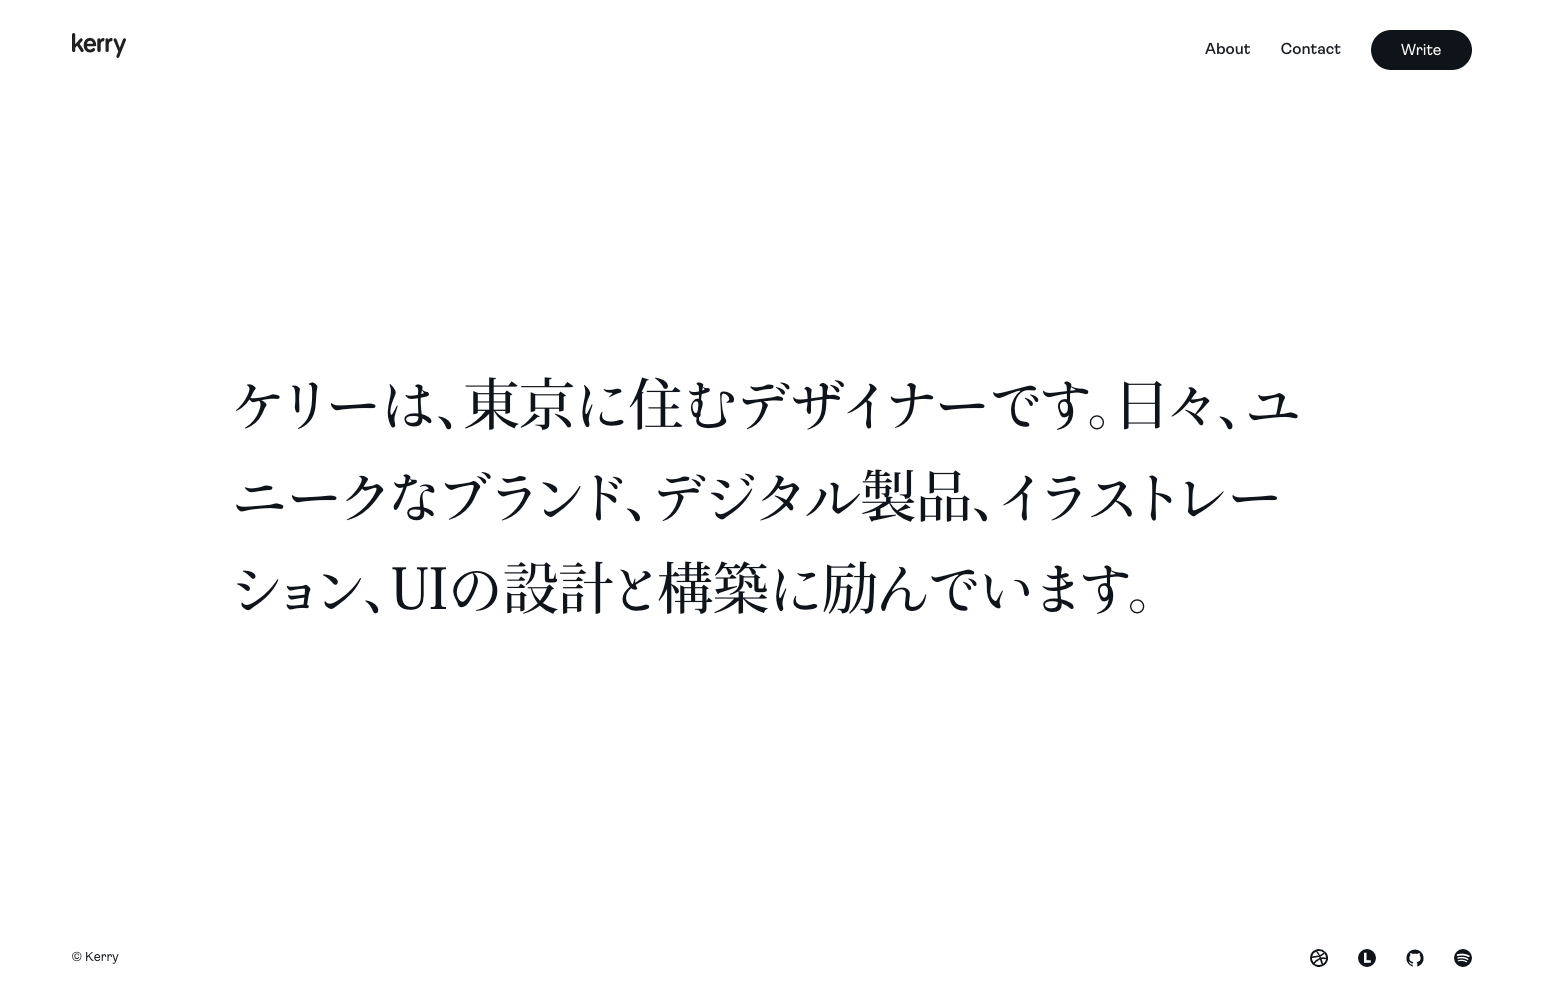 kerry
About
Contact
Write
ケリーは、東京に住むデザイナーです。日々、ユ
ニークなブランド、デジタル製品、イラストレー
ション、UIの設計と構築に励んでいます。
© Kerry